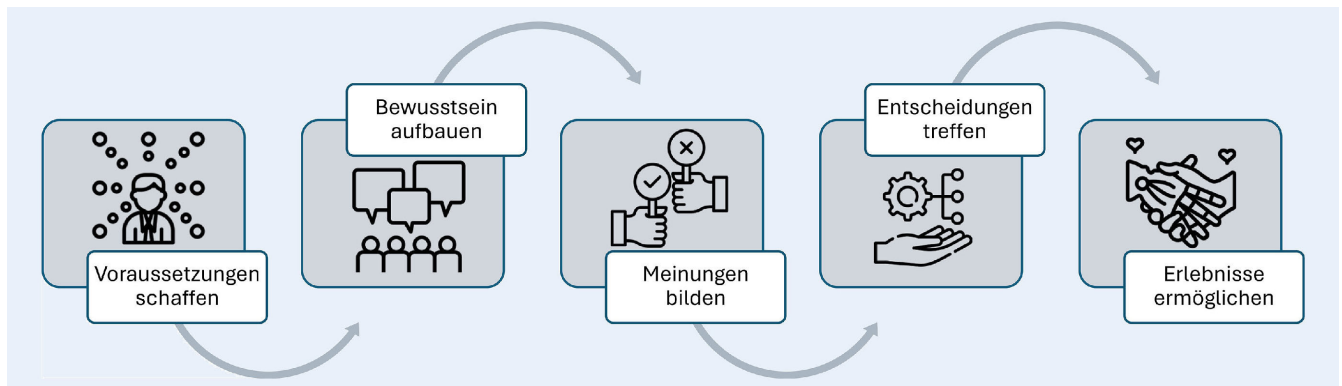 Voraussetzungen
schaffen
Bewusstsein
aufbauen
Meinungen
bilden
Entscheidungen
treffen
Erlebnisse
ermöglichen